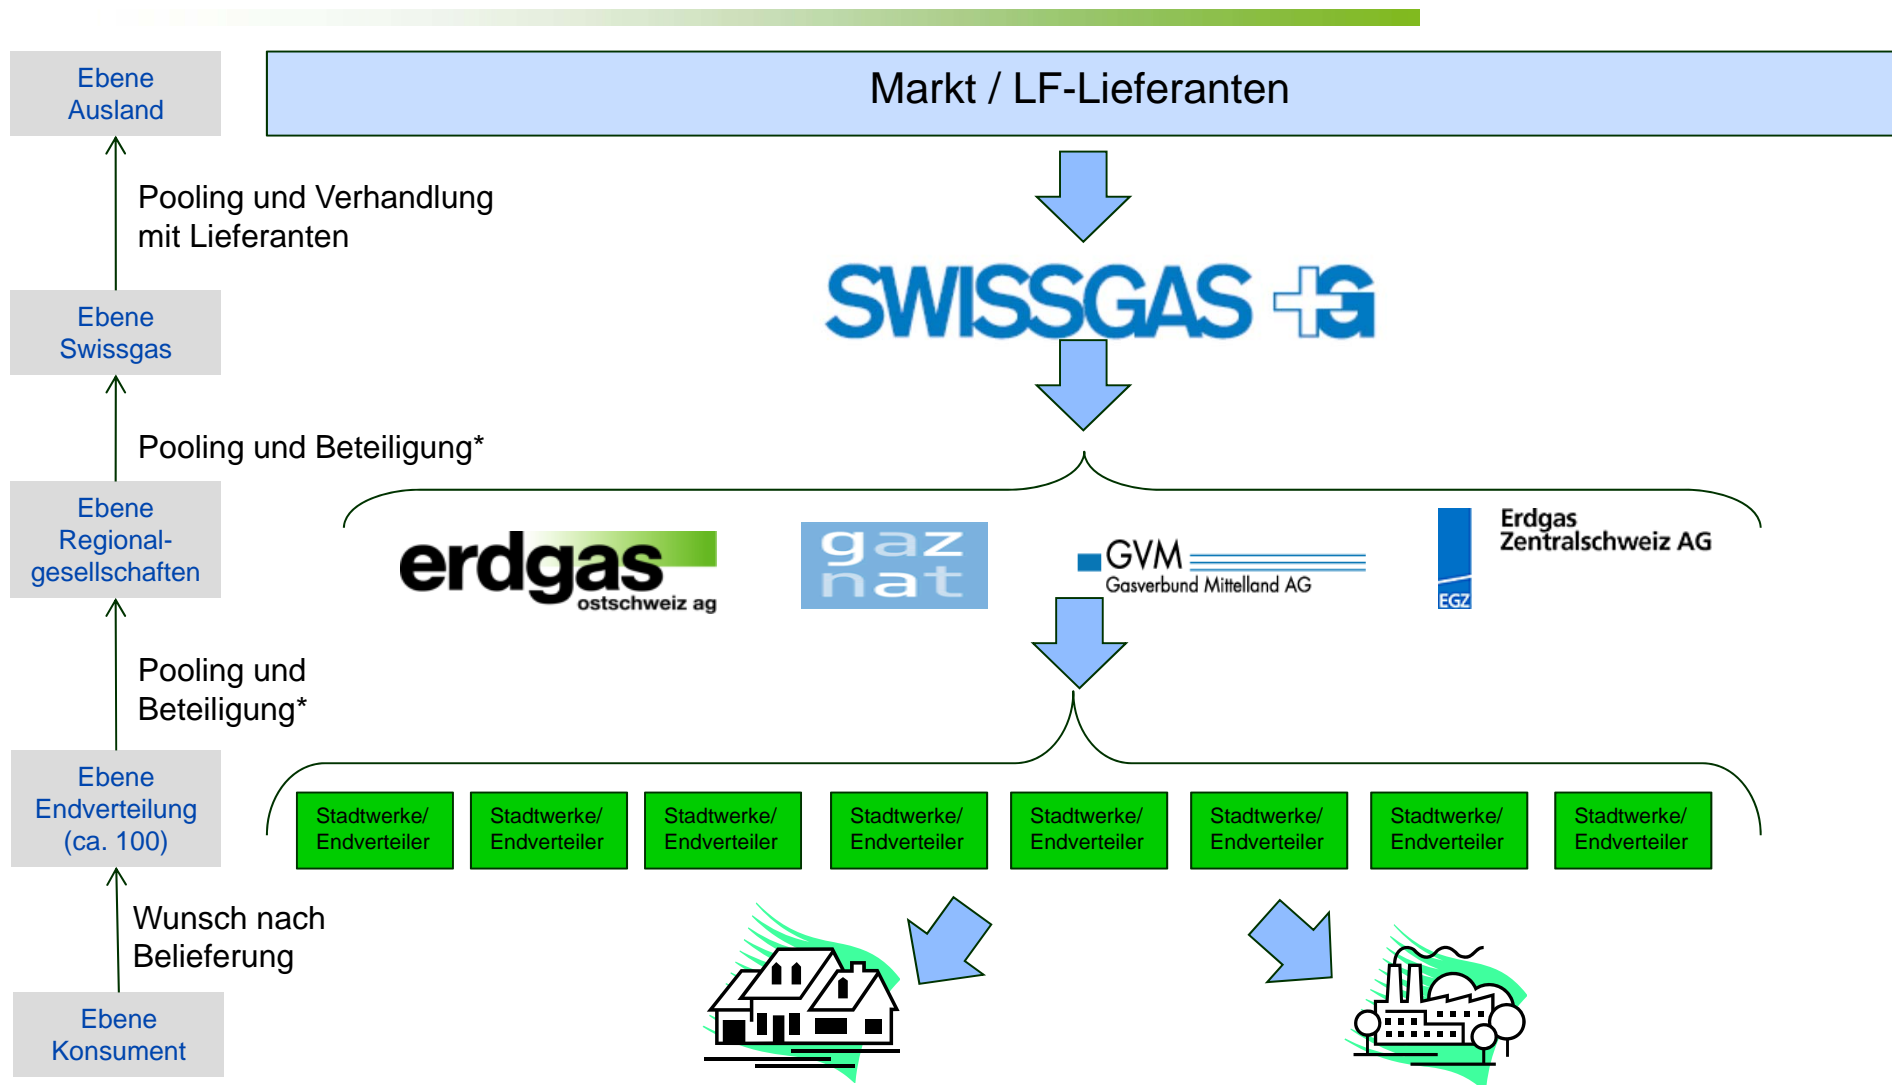 Ebene
Ausland
Markt / LF-Lieferanten
Pooling und Verhandlung
mit Lieferanten
Ebene
Swissgas
SWISSGAS +G
Pooling und Beteiligung*
Ebene
Regional-
gesellschaften
erdgas
ostschweiz ag
gaz
nat
GVM
Gasverbund Mittelland AG
EGZ
Erdgas
Zentralschweiz AG
Pooling und
Beteiligung*
Ebene
Endverteilung
(ca. 100)
Stadtwerke/
Endverteiler
Stadtwerke/
Endverteiler
Stadtwerke/
Endverteiler
Stadtwerke/
Endverteiler
Stadtwerke/
Endverteiler
Stadtwerke/
Endverteiler
Stadtwerke/
Endverteiler
Stadtwerke/
Endverteiler
Wunsch nach
Belieferung
Ebene
Konsument